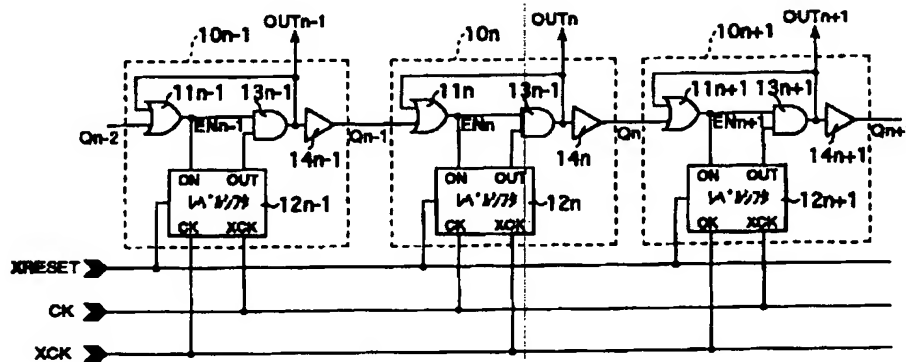 OUTn-1 OUTn OUTn+1
10n-1 10n 10n+1
11n-1 13n-1 11n 13n-1 11n+1 13n+1
Qn-2 ENn-1 Qn-1 ENn Qn ENn+1 Qn+
14n-1 14n 14n+1
ON OUT ON OUT ON OUT
レベルシフタ 12n-1 レベルシフタ 12n レベルシフタ 12n+1
CK XCK CK XCK CK XCK
XRESET
CK
XCK